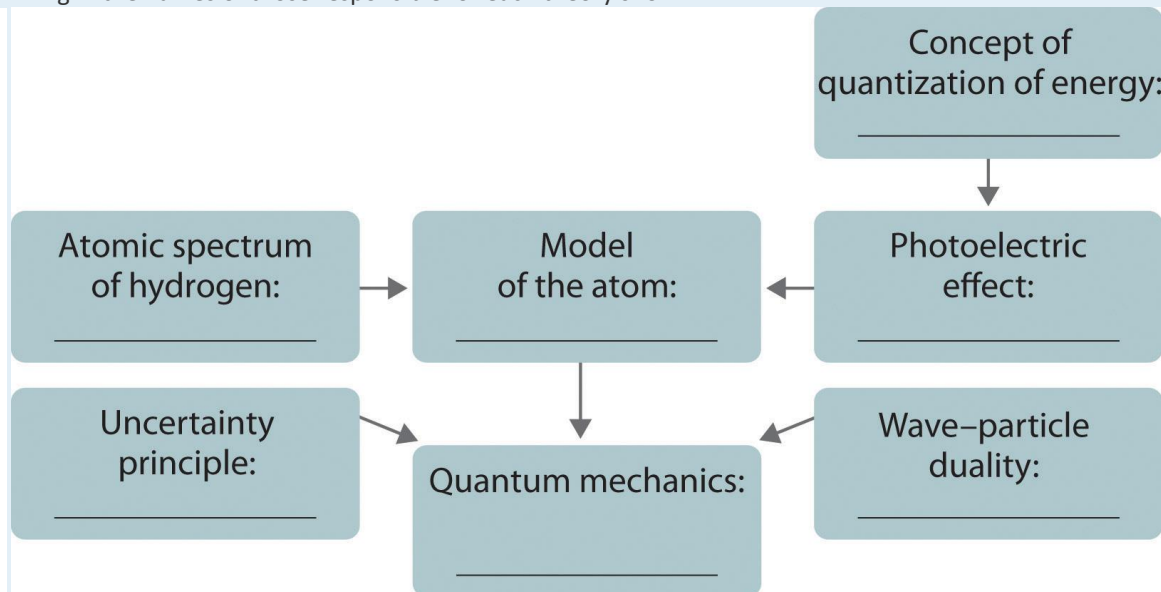 Concept of
quantization of energy:
Atomic spectrum
of hydrogen:
Model
of the atom:
Photoelectric
effect:
Uncertainty
principle:
Quantum mechanics:
Wave–particle
duality: